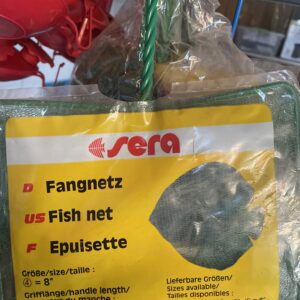 sera
D Fangnetz
US Fish net
F Epuisette
Größe/size/taille :
④ = 8"
Grifflänge/handle length/
manche :
Lieferbare Größen/
Sizes available/
Tailles disponibles :